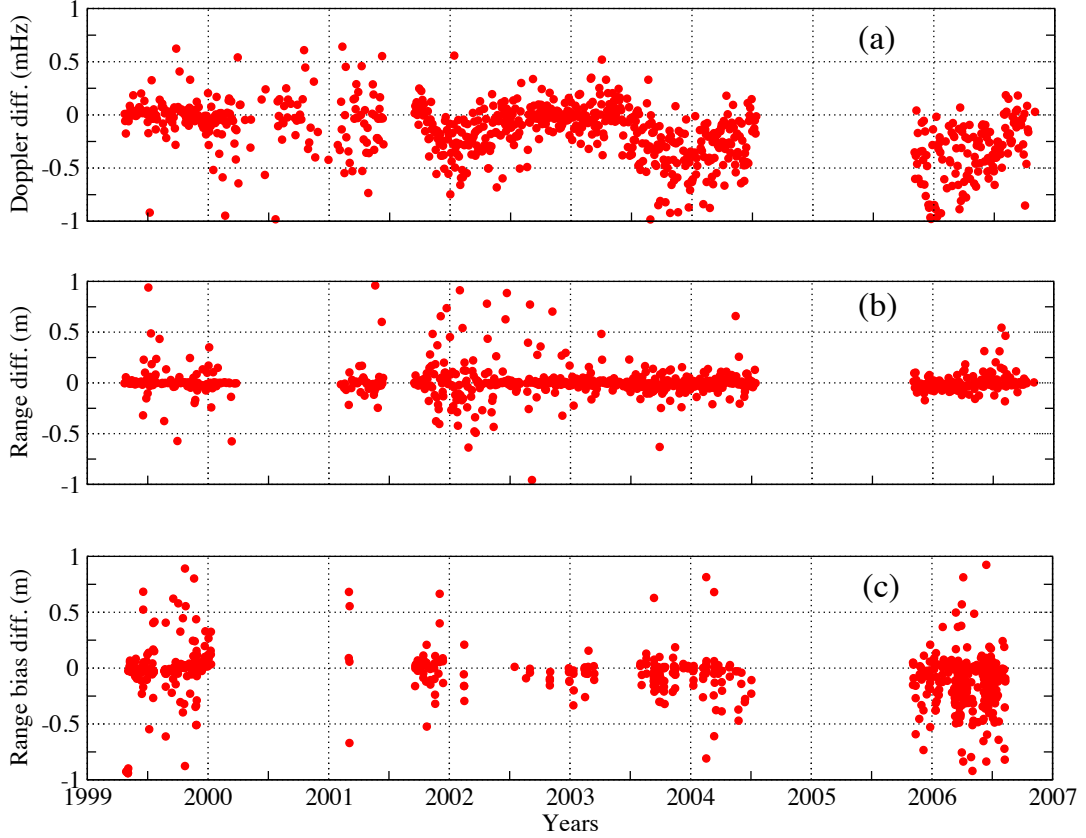 1
0.5
0
-0.5
-1
Doppler diff. (mHz)
(a)
1
0.5
0
-0.5
-1
Range diff. (m)
(b)
1
0.5
0
-0.5
-1
Range bias diff. (m)
(c)
1999 2000 2001 2002 2003 2004 2005 2006 2007
Years